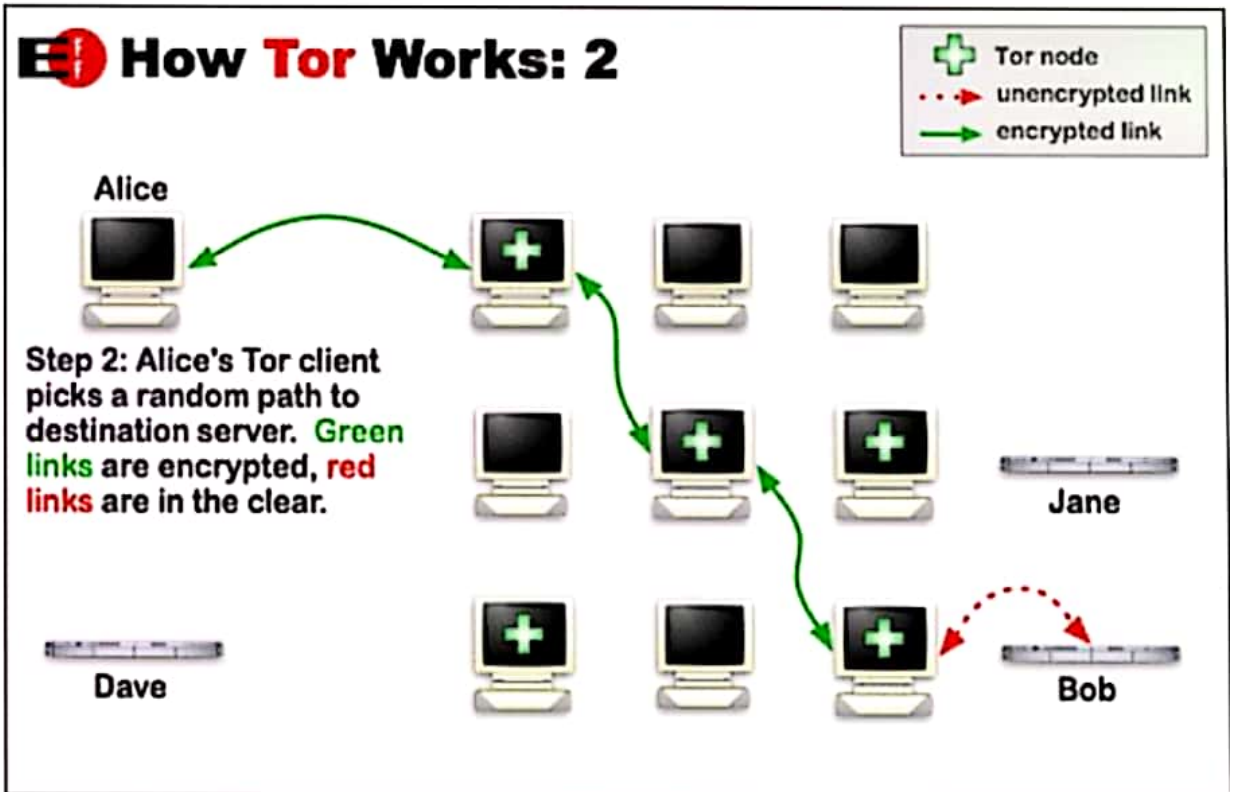 EFF How Tor Works: 2
Tor node
unencrypted link
encrypted link
Alice
Step 2: Alice's Tor client
picks a random path to
destination server. Green
links are encrypted, red
links are in the clear.
Jane
Dave
Bob